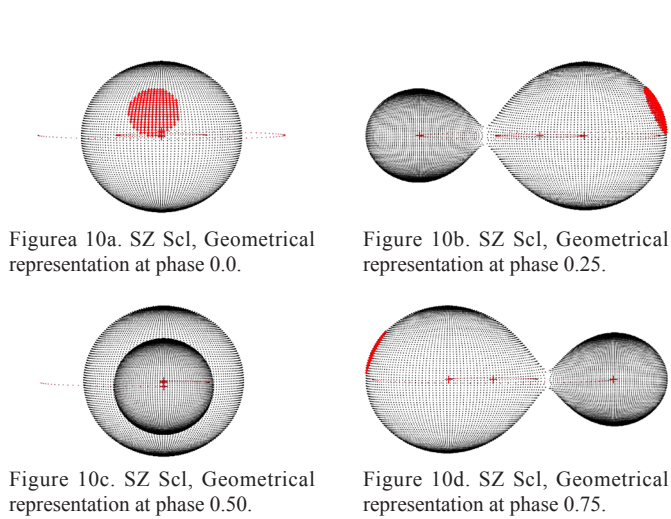 Figurea 10a. SZ Scl, Geometrical
representation at phase 0.0.
Figure 10b. SZ Scl, Geometrical
representation at phase 0.25.
Figure 10c. SZ Scl, Geometrical
representation at phase 0.50.
Figure 10d. SZ Scl, Geometrical
representation at phase 0.75.